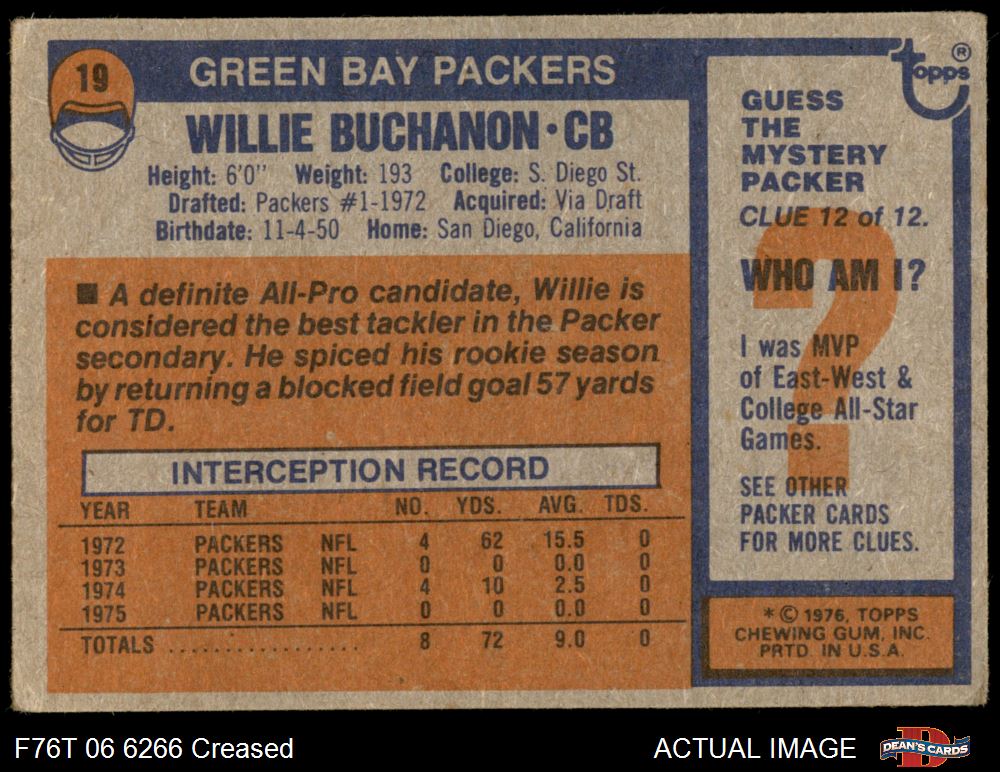 19
GREEN BAY PACKERS
WILLIE BUCHANON • CB
Height: 6'0" Weight: 193 College: S. Diego St.
Drafted: Packers #1-1972 Acquired: Via Draft
Birthdate: 11-4-50 Home: San Diego, California
■ A definite All-Pro candidate, Willie is
considered the best tackler in the Packer
secondary. He spiced his rookie season
by returning a blocked field goal 57 yards
for TD.
INTERCEPTION RECORD
YEAR TEAM NO. YDS. AVG. TDS.
1972 PACKERS NFL 4 62 15.5 0
1973 PACKERS NFL 0 0 0.0 0
1974 PACKERS NFL 4 10 2.5 0
1975 PACKERS NFL 0 0 0.0 0
TOTALS .................. 8 72 9.0 0
topps ®
GUESS
THE
MYSTERY
PACKER
CLUE 12 of 12.
?
WHO AM I?
I was MVP
of East-West &
College All-Star
Games.
SEE OTHER
PACKER CARDS
FOR MORE CLUES.
* © 1976, TOPPS
CHEWING GUM, INC.
PRTD. IN U.S.A.
F76T 06 6266 Creased
ACTUAL IMAGE
D
DEAN'S CARDS